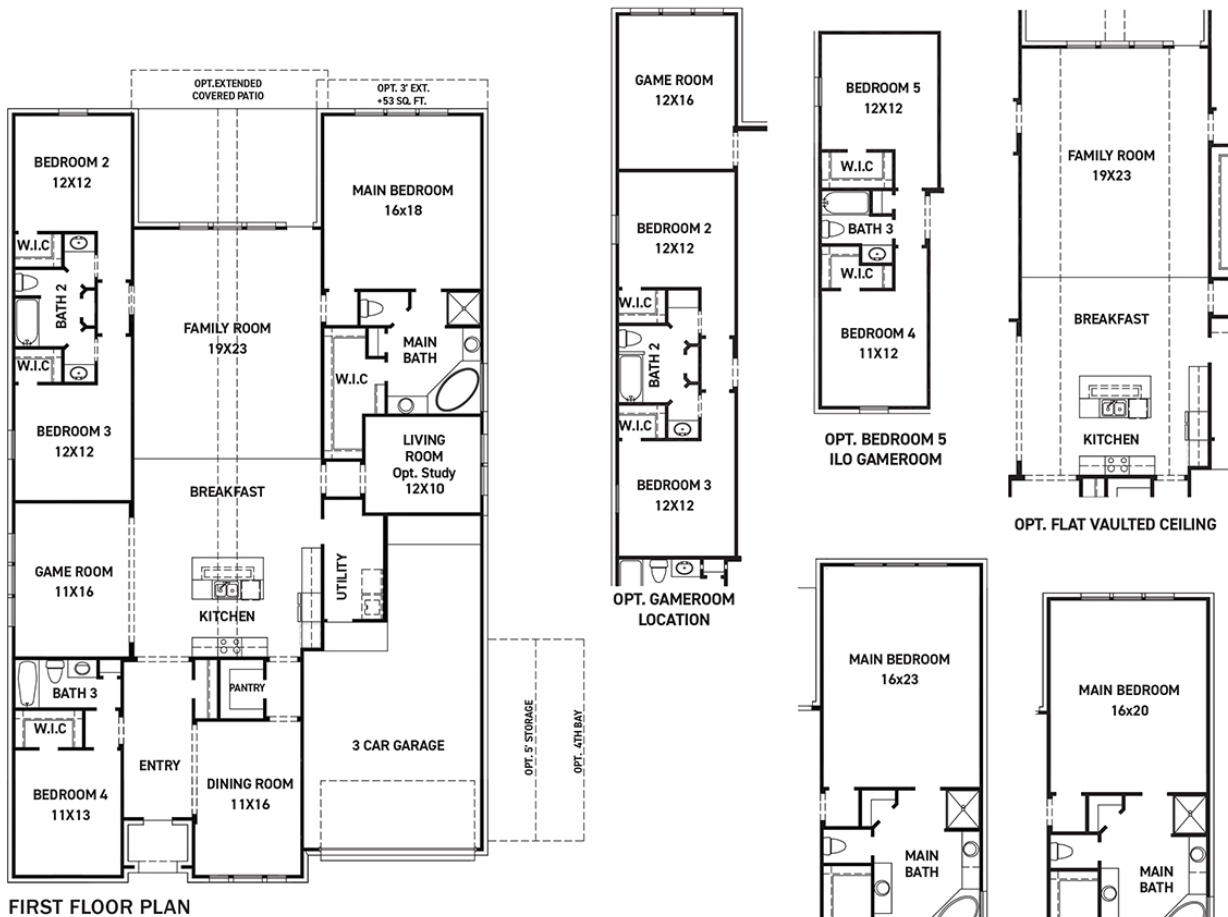 OPT.EXTENDED
COVERED PATIO
OPT. 3' EXT.
+53 SQ. FT.
BEDROOM 2
12X12
MAIN BEDROOM
16x18
W.I.C
BATH 2
W.I.C
FAMILY ROOM
19X23
MAIN
BATH
W.I.C
BEDROOM 3
12X12
LIVING
ROOM
Opt. Study
12X10
BREAKFAST
GAME ROOM
11X16
UTILITY
KITCHEN
BATH 3
PANTRY
W.I.C
3 CAR GARAGE
OPT. 5' STORAGE
OPT. 4TH BAY
ENTRY
DINING ROOM
11X16
BEDROOM 4
11X13
FIRST FLOOR PLAN
GAME ROOM
12X16
BEDROOM 2
12X12
W.I.C
BATH 2
W.I.C
BEDROOM 3
12X12
OPT. GAMEROOM
LOCATION
BEDROOM 5
12X12
W.I.C
BATH 3
W.I.C
BEDROOM 4
11X12
OPT. BEDROOM 5
ILO GAMEROOM
FAMILY ROOM
19X23
BREAKFAST
KITCHEN
OPT. FLAT VAULTED CEILING
MAIN BEDROOM
16x23
MAIN
BATH
MAIN BEDROOM
16x20
MAIN
BATH